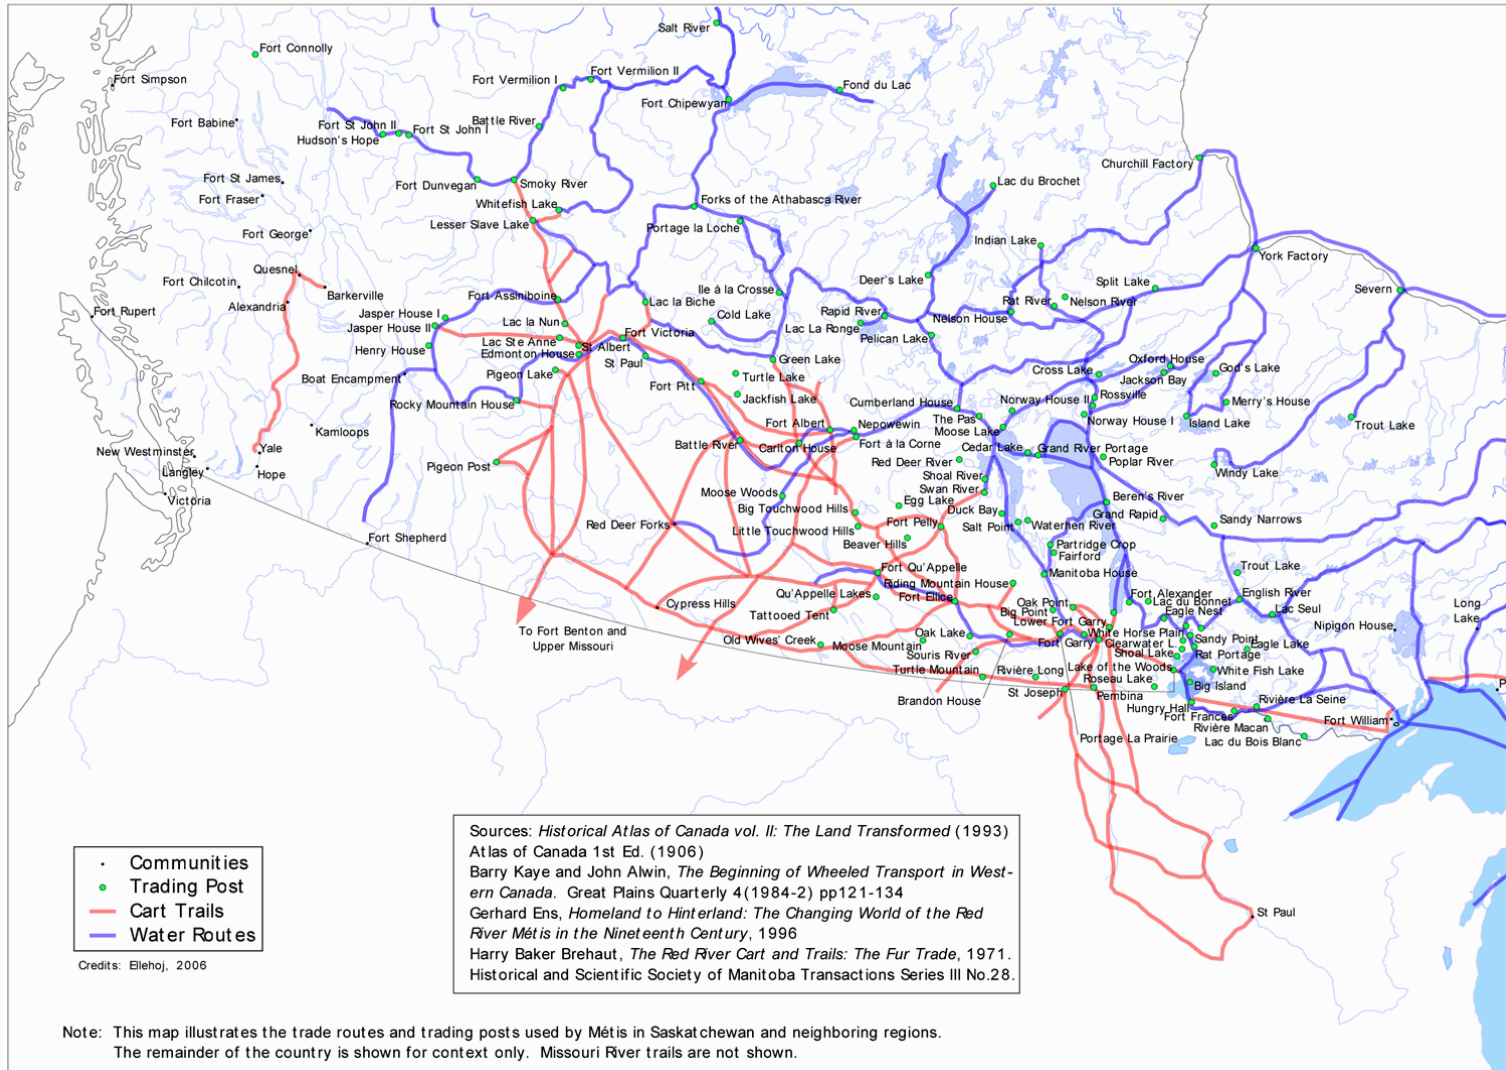 Salt River
Fort Connolly
Fort Simpson
Fort Vermilion I
Fort Vermilion II
Fond du Lac
Fort Chipewyan
Fort Babine
Fort St John II
Fort St John I
Hudson's Hope
Battle River
Churchill Factory
Fort St James
Fort Dunvegan
Smoky River
Lac du Brochet
Fort Fraser
Whitefish Lake
Forks of the Athabasca River
Lesser Slave Lake
Portage la Loche
Fort George
Indian Lake
York Factory
Quesnel
Fort Chilcotin
Barkerville
Deer's Lake
Split Lake
Severn
Ile à la Crosse
Fort Assiniboine
Lac la Biche
Rat River
Nelson River
Alexandria
Fort Rupert
Jasper House I
Cold Lake
Rapid River
Nelson House
Jasper House II
Lac la Nun
Lac La Ronge
Fort Victoria
Pelican Lake
Henry House
Lac Ste Anne
St Albert
Edmonton House
St Paul
Green Lake
Oxford House
Boat Encampment
Pigeon Lake
Turtle Lake
Cross Lake
Jackson Bay
God's Lake
Fort Pitt
Jackfish Lake
Rossville
Rocky Mountain House
Cumberland House
Norway House II
Merry's House
Kamloops
Fort Albert
Nepowewin
The Pas
Norway House I
Island Lake
Trout Lake
Moose Lake
New Westminster
Yale
Battle River
Carlton House
Fort à la Corne
Cedar Lake
Grand River Portage
Langley
Hope
Pigeon Post
Red Deer River
Poplar River
Windy Lake
Shoal River
Victoria
Moose Woods
Swan River
Beren's River
Egg Lake
Big Touchwood Hills
Duck Bay
Grand Rapid
Red Deer Forks
Little Touchwood Hills
Fort Pelly
Salt Point
Waterhen River
Sandy Narrows
Fort Shepherd
Beaver Hills
Partridge Crop
Fairford
Fort Qu'Appelle
Manitoba House
Trout Lake
Riding Mountain House
Qu'Appelle Lakes
Fort Ellice
Fort Alexander
English River
Cypress Hills
Oak Point
Lac du Bonnet
Lac Seul
Long
Lake
Tattooed Tent
Big Point
Eagle Nest
Lower Fort Garry
Nipigon House
To Fort Benton and
Upper Missouri
Old Wives' Creek
Oak Lake
White Horse Plain
Sandy Point
Moose Mountain
Fort Garry
Clearwater L.
Eagle Lake
Souris River
Shoal Lake
Rat Portage
Turtle Mountain
Rivière Long
Lake of the Woods
White Fish Lake
Roseau Lake
Big Island
Brandon House
St Joseph
Pembina
Hungry Hall
Rivière La Seine
Fort Frances
Fort William
Rivière Macan
Portage La Prairie
Lac du Bois Blanc
P
St Paul
Sources: Historical Atlas of Canada vol. II: The Land Transformed (1993)
Atlas of Canada 1st Ed. (1906)
Barry Kaye and John Alwin, The Beginning of Wheeled Transport in West-
ern Canada. Great Plains Quarterly 4(1984-2) pp121-134
Gerhard Ens, Homeland to Hinterland: The Changing World of the Red
River Métis in the Nineteenth Century, 1996
Harry Baker Brehaut, The Red River Cart and Trails: The Fur Trade, 1971.
Historical and Scientific Society of Manitoba Transactions Series III No.28.
Communities
Trading Post
Cart Trails
Water Routes
Credits: Ellehoj, 2006
Note: This map illustrates the trade routes and trading posts used by Métis in Saskatchewan and neighboring regions.
The remainder of the country is shown for context only. Missouri River trails are not shown.